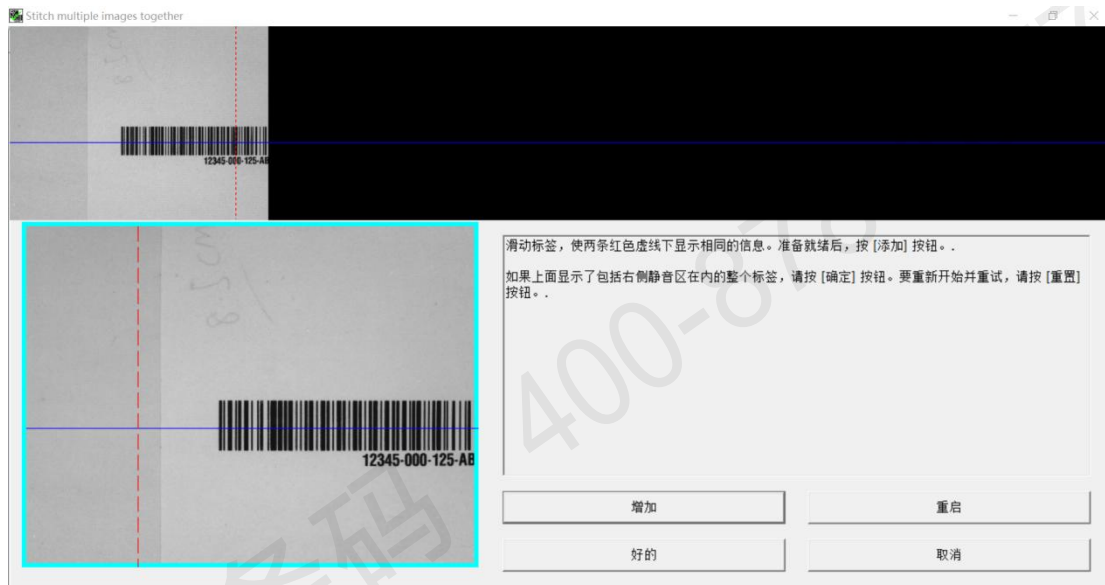 Stitch multiple images together
12345-000-125-AB
滑动标签，使两条红色虚线下显示相同的信息。准备就绪后，按 [添加] 按钮。.
如果上面显示了包括右侧静音区在内的整个标签，请按 [确定] 按钮。要重新开始并重试，请按 [重置]
按钮。.
12345-000-125-AB
增加
重启
好的
取消
400-878
条码